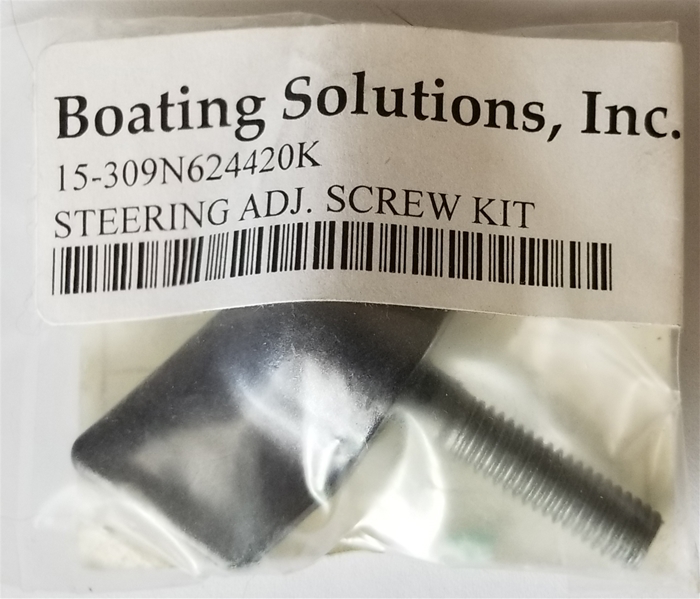 Boating Solutions, Inc.
15-309N624420K
STEERING ADJ. SCREW KIT